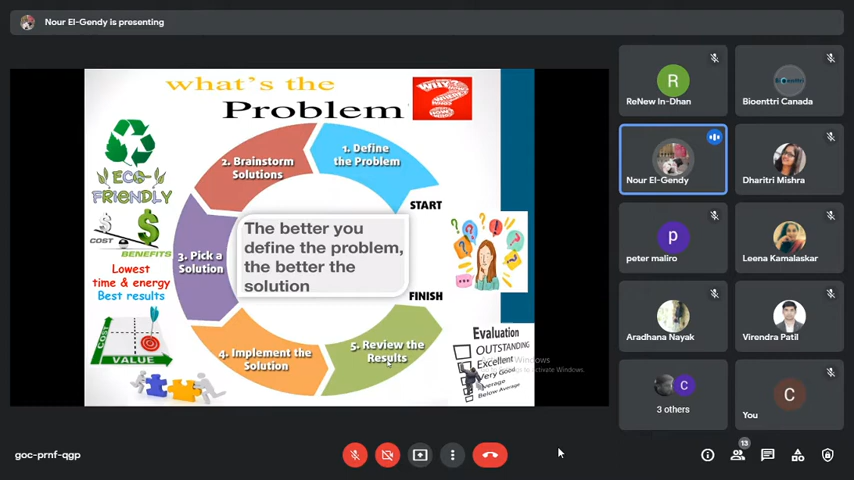 Nour El-Gendy is presenting
what's the
Problem
1. Define
the Problem
2. Brainstorm
Solutions
START
ECO-
FRIENDLY
COST
BENEFITS
The better you
define the problem,
the better the
solution
3. Pick a
Solution
Lowest
time & energy
Best results
COST
VALUE
FINISH
4. Implement the
Solution
5. Review the
Results
Evaluation
OUTSTANDING
Excellent
Very Good
Average
Below Average
Windows
to activate Windows.
R
ReNew In-Dhan
Bioenttri Canada
Nour El-Gendy
Dharitri Mishra
p
peter maliro
Leena Kamalaskar
Aradhana Nayak
Virendra Patil
C
3 others
C
You
goc-prnf-qgp
13